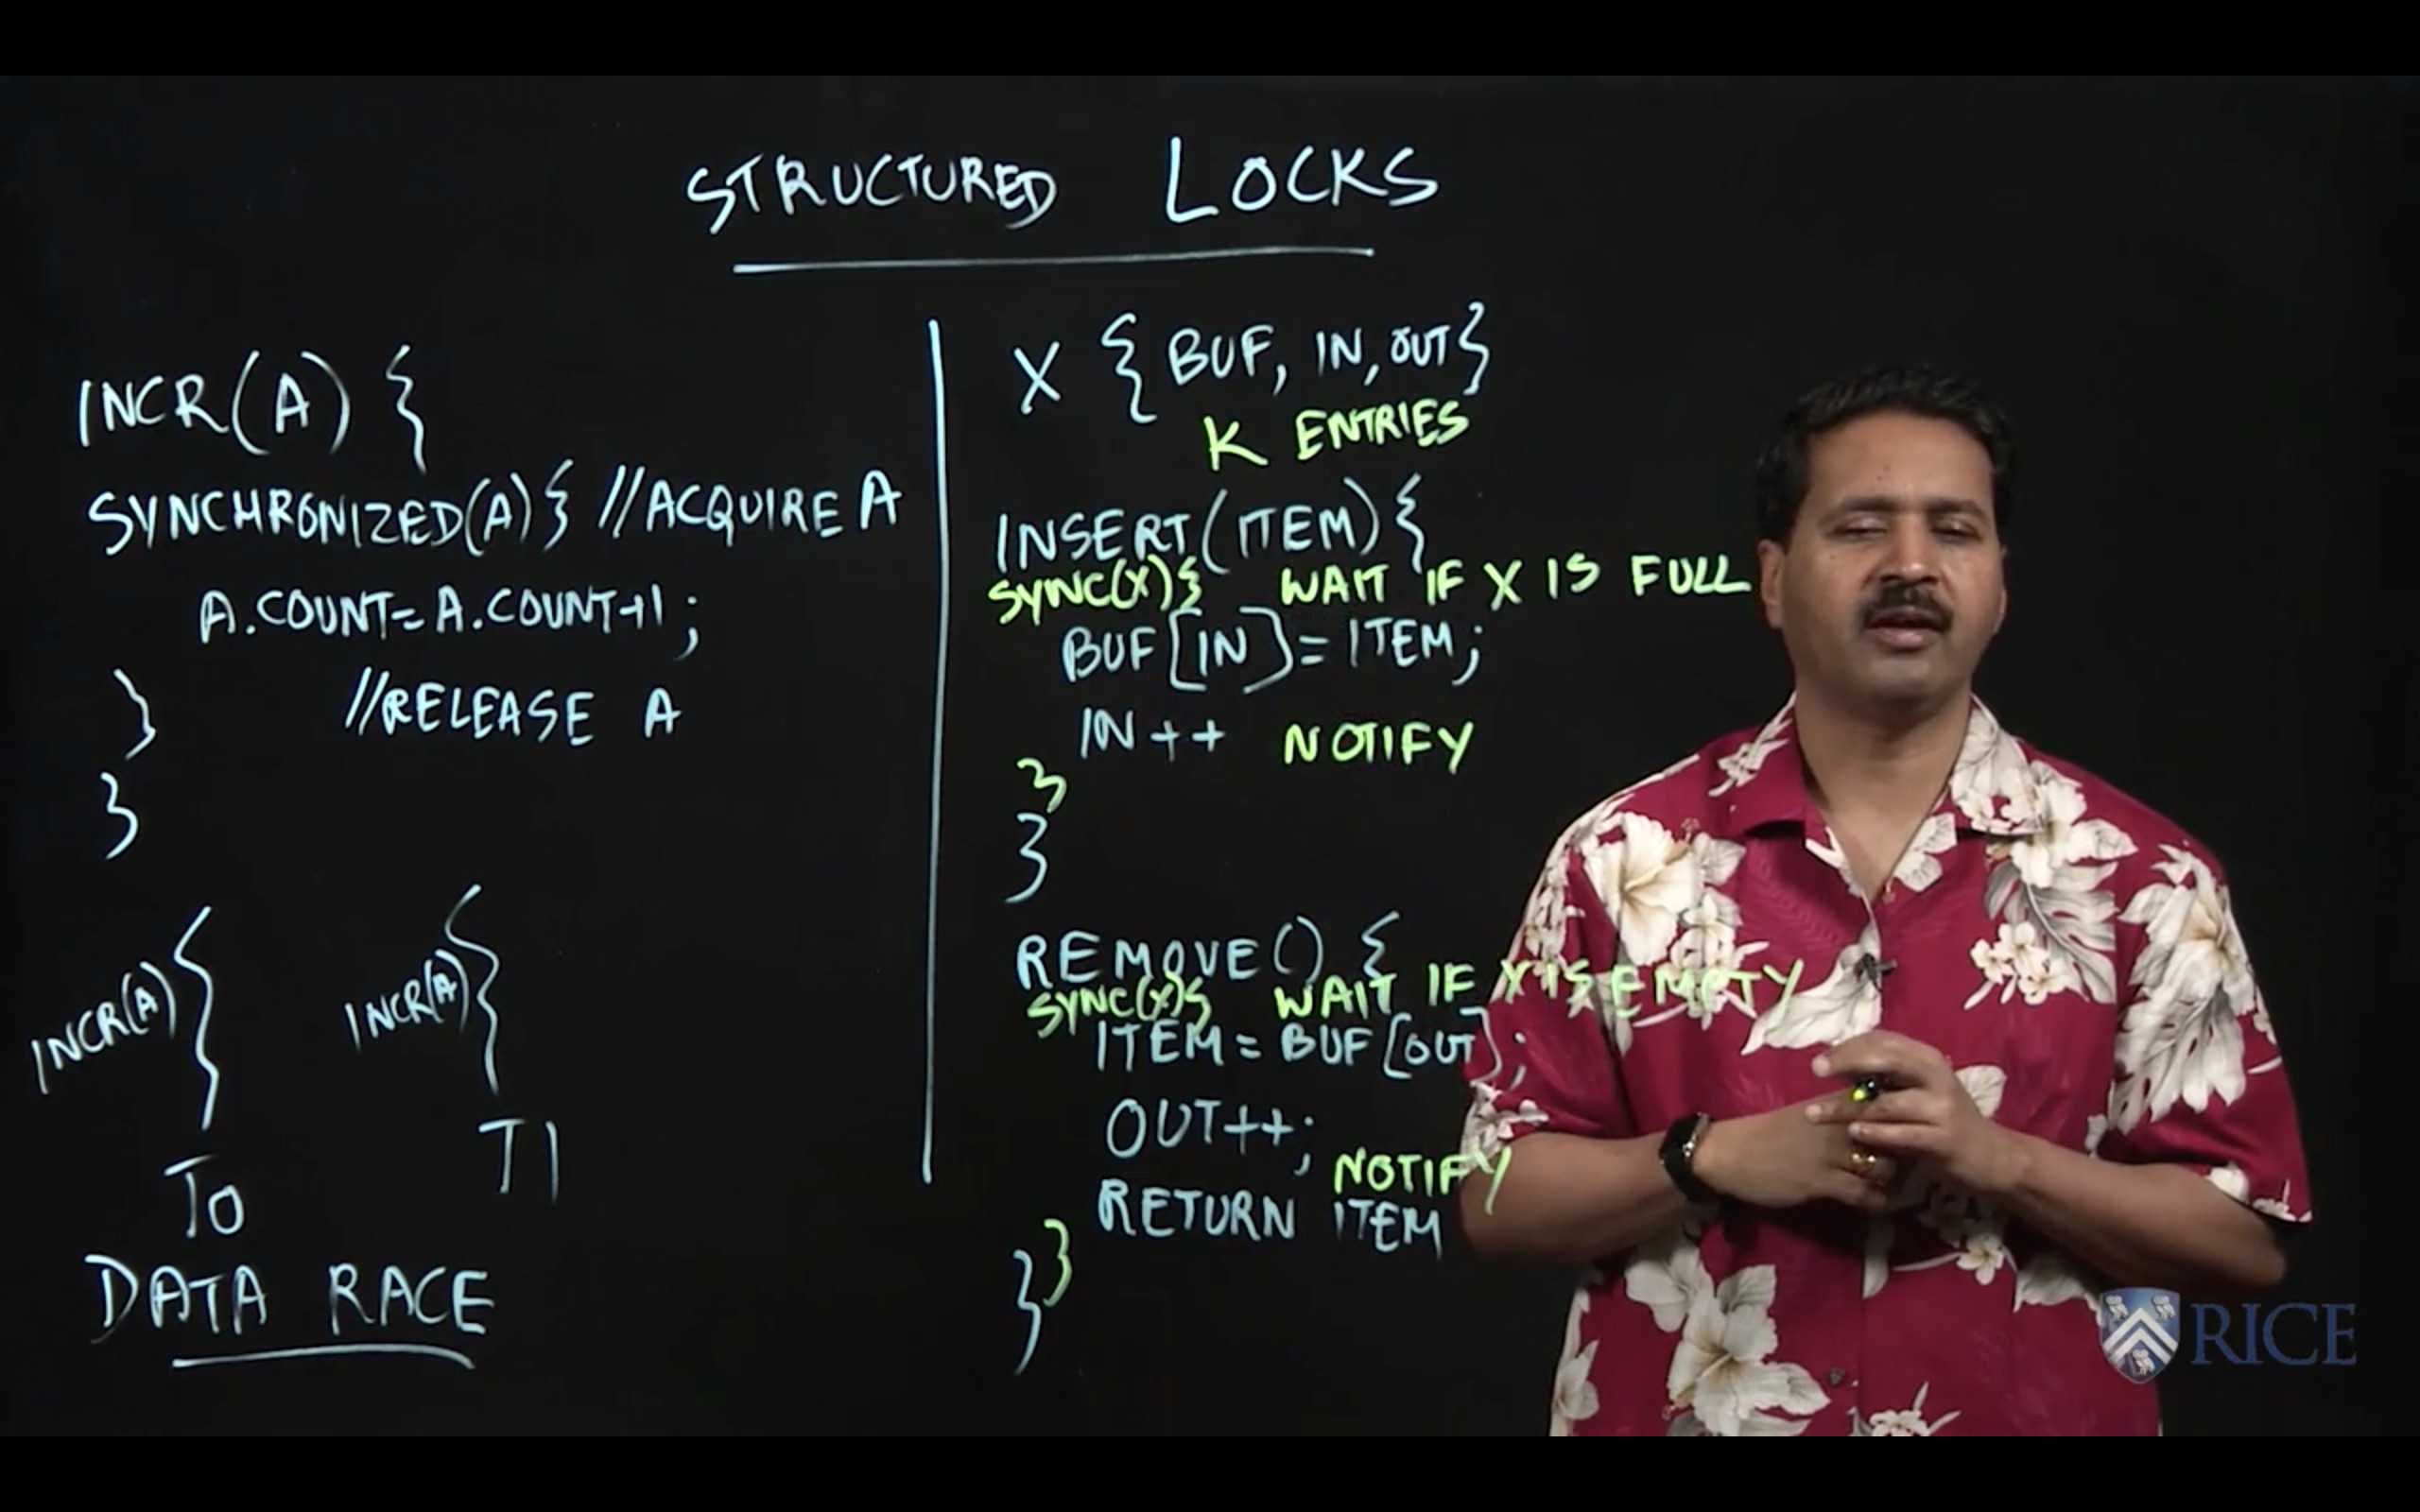 STRUCTURED LOCKS
INCR(A) {
SYNCHRONIZED(A){ //ACQUIRE A
A.COUNT=A.COUNT+1;
} //RELEASE A
}
INCR(A) {
T0
INCR(A) {
T1
DATA RACE
X { BUF, IN, OUT}
K ENTRIES
INSERT(ITEM){
SYNC(X){ WAIT IF X IS FULL
BUF[IN]=ITEM;
IN++ NOTIFY
}
}
REMOVE() {
SYNC(X){ WAIT IF X IS EMPTY
ITEM=BUF[OUT];
OUT++;
NOTIFY
RETURN ITEM
}}
RICE